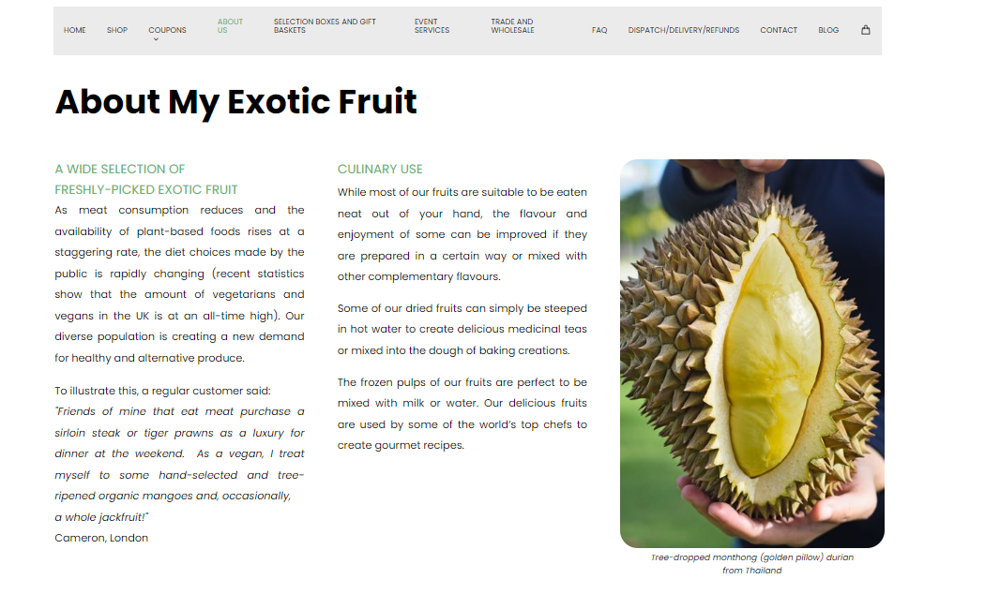 HOME
SHOP
COUPONS
ABOUT
US
SELECTION BOXES AND GIFT
BASKETS
EVENT
SERVICES
TRADE AND
WHOLESALE
FAQ
DISPATCH/DELIVERY/REFUNDS
CONTACT
BLOG
About My Exotic Fruit
A WIDE SELECTION OF
FRESHLY-PICKED EXOTIC FRUIT
As meat consumption reduces and the
availability of plant-based foods rises at a
staggering rate, the diet choices made by the
public is rapidly changing (recent statistics
show that the amount of vegetarians and
vegans in the UK is at an all-time high). Our
diverse population is creating a new demand
for healthy and alternative produce.
To illustrate this, a regular customer said:
"Friends of mine that eat meat purchase a
sirloin steak or tiger prawns as a luxury for
dinner at the weekend.  As a vegan, I treat
myself to some hand-selected and tree-
ripened organic mangoes and, occasionally,
a whole jackfruit!"
Cameron, London
CULINARY USE
While most of our fruits are suitable to be eaten
neat out of your hand, the flavour and
enjoyment of some can be improved if they
are prepared in a certain way or mixed with
other complementary flavours.
Some of our dried fruits can simply be steeped
in hot water to create delicious medicinal teas
or mixed into the dough of baking creations.
The frozen pulps of our fruits are perfect to be
mixed with milk or water. Our delicious fruits
are used by some of the world's top chefs to
create gourmet recipes.
Tree-dropped monthong (golden pillow) durian
from Thailand